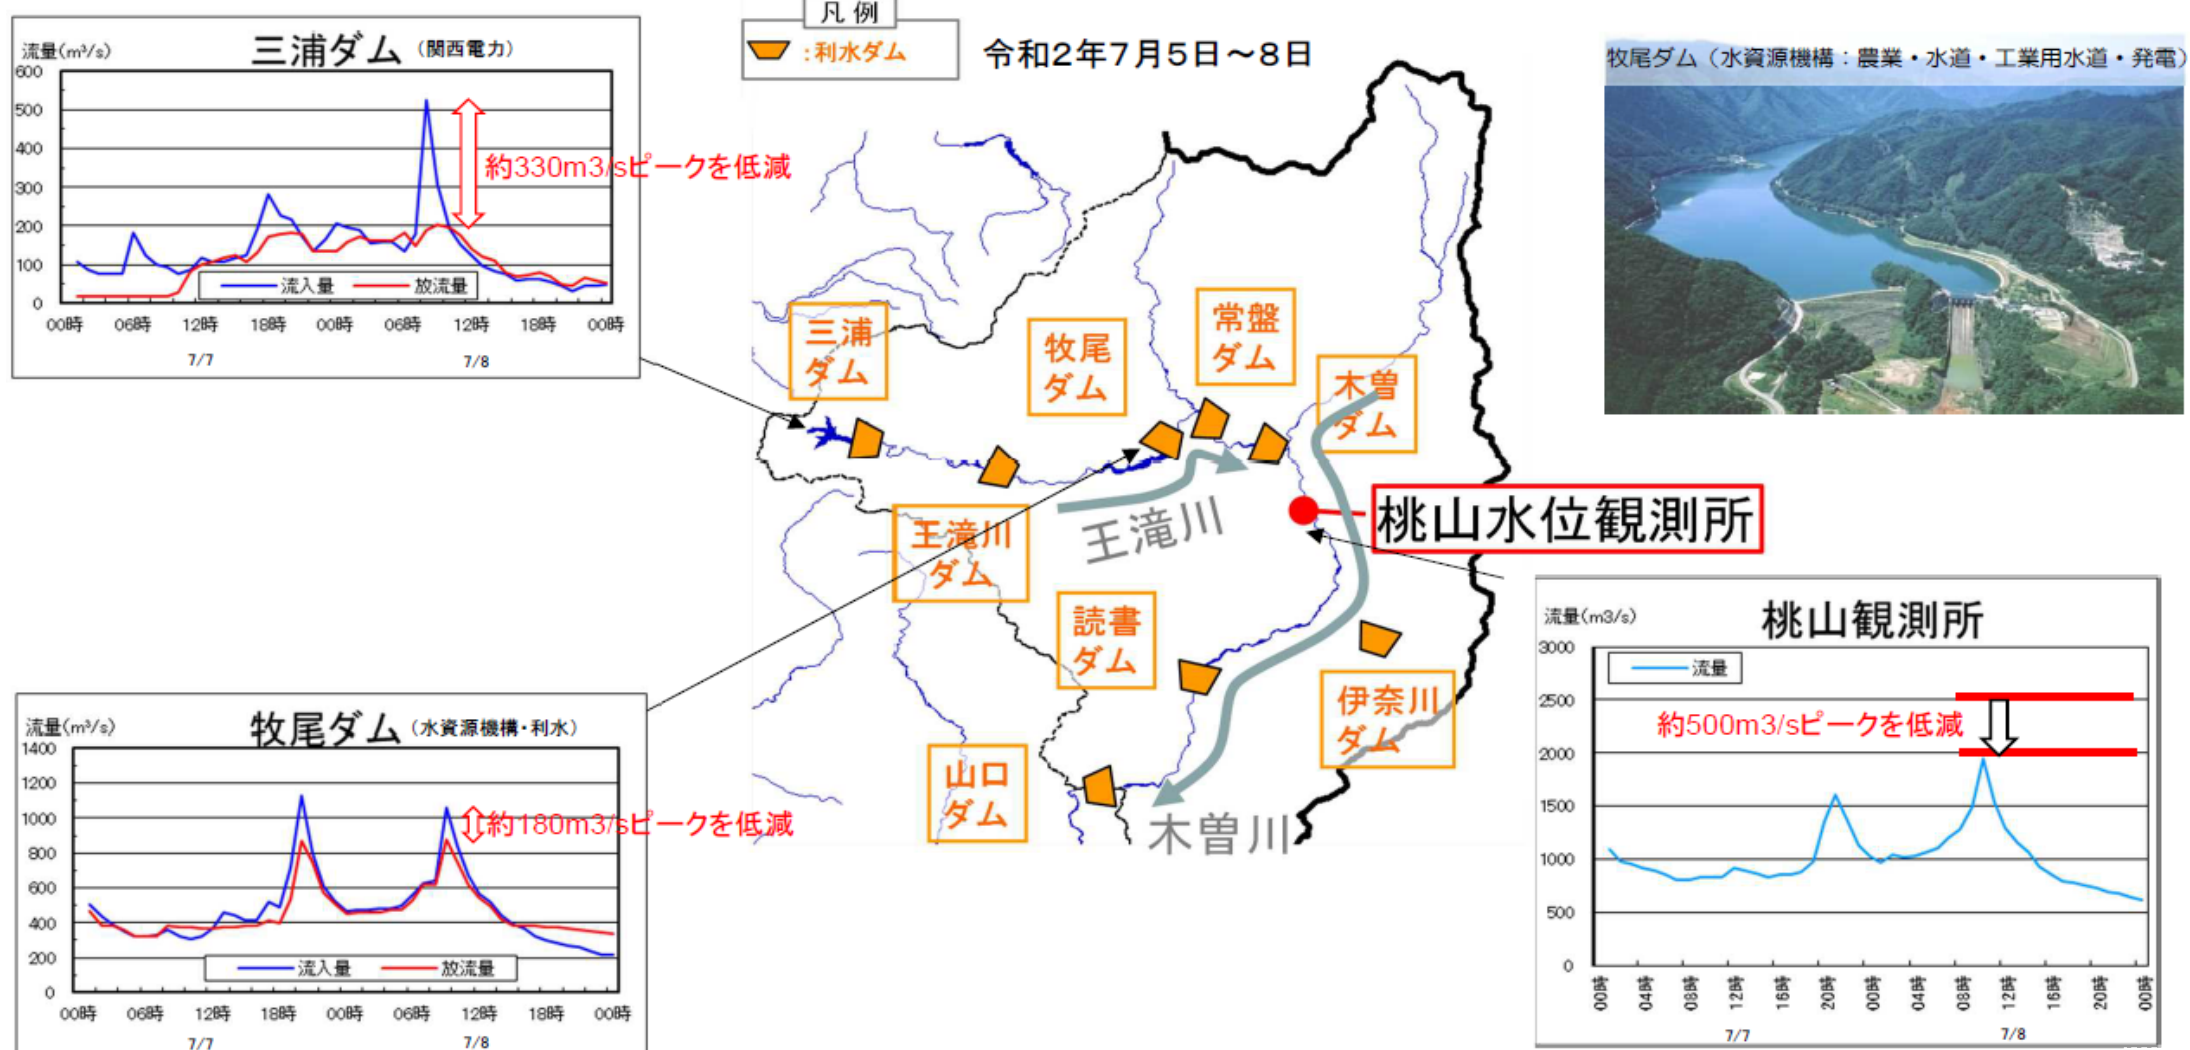 凡 例
:利水ダム
令和2年7月5日～8日
三浦ダム（関西電力）
流量(m³/s)
600
500
400
300
200
100
0
約330m3/sピークを低減
流入量 放流量
00時 06時 12時 18時 00時 06時 12時 18時 00時
7/7 7/8
牧尾ダム（水資源機構：農業・水道・工業用水道・発電）
三浦
ダム
牧尾
ダム
常盤
ダム
木曽
ダム
王滝川
ダム
王滝川
桃山水位観測所
読書
ダム
伊奈川
ダム
山口
ダム
木曽川
牧尾ダム（水資源機構・利水）
流量(m³/s)
1400
1200
1000
800
600
400
200
0
約180m3/sピークを低減
流入量 放流量
00時 06時 12時 18時 00時 06時 12時 18時 00時
7/7 7/8
桃山観測所
流量(m3/s)
3000
2500
2000
1500
1000
500
0
流量
約500m3/sピークを低減
00時 04時 08時 12時 16時 20時 00時 04時 08時 12時 16時 20時 00時
7/7 7/8